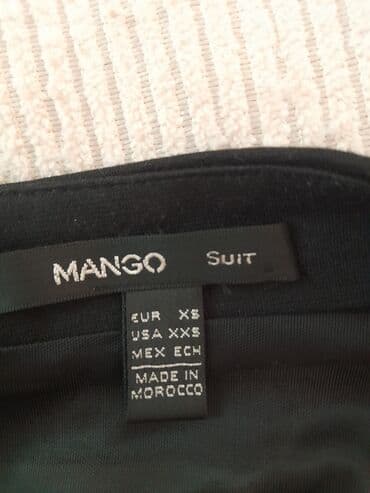 MANGO SUIT
EUR XS
USA XXS
MEX ECH
MADE IN
MOROCCO